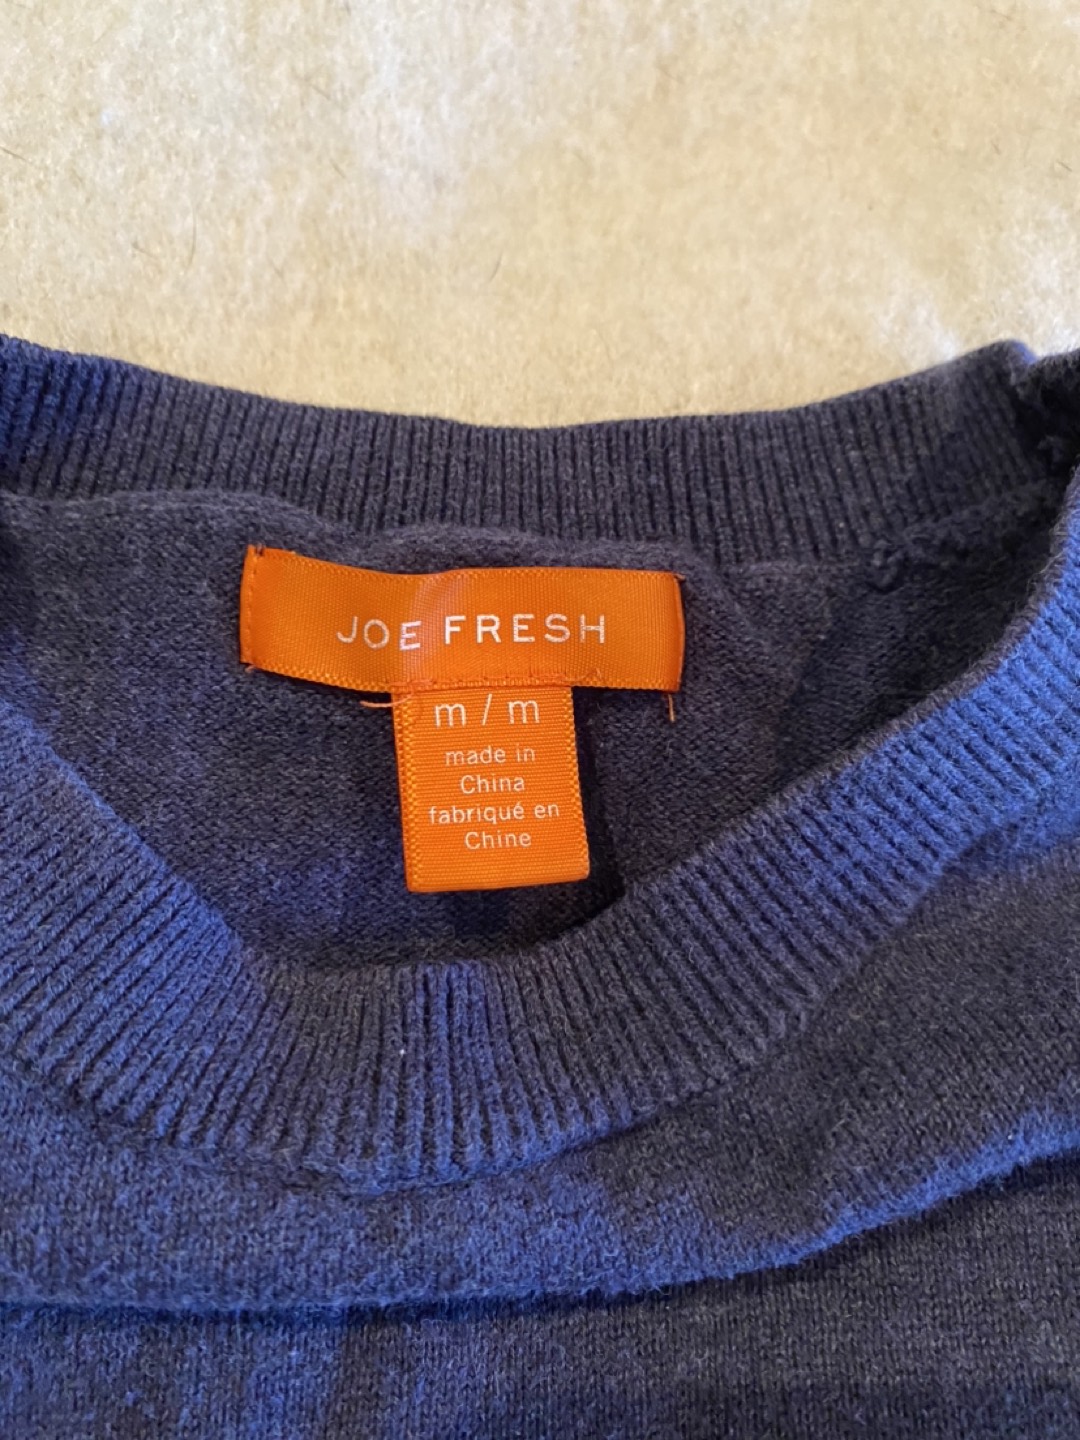 JOE FRESH
m / m
made in
China
fabriqué en
Chine